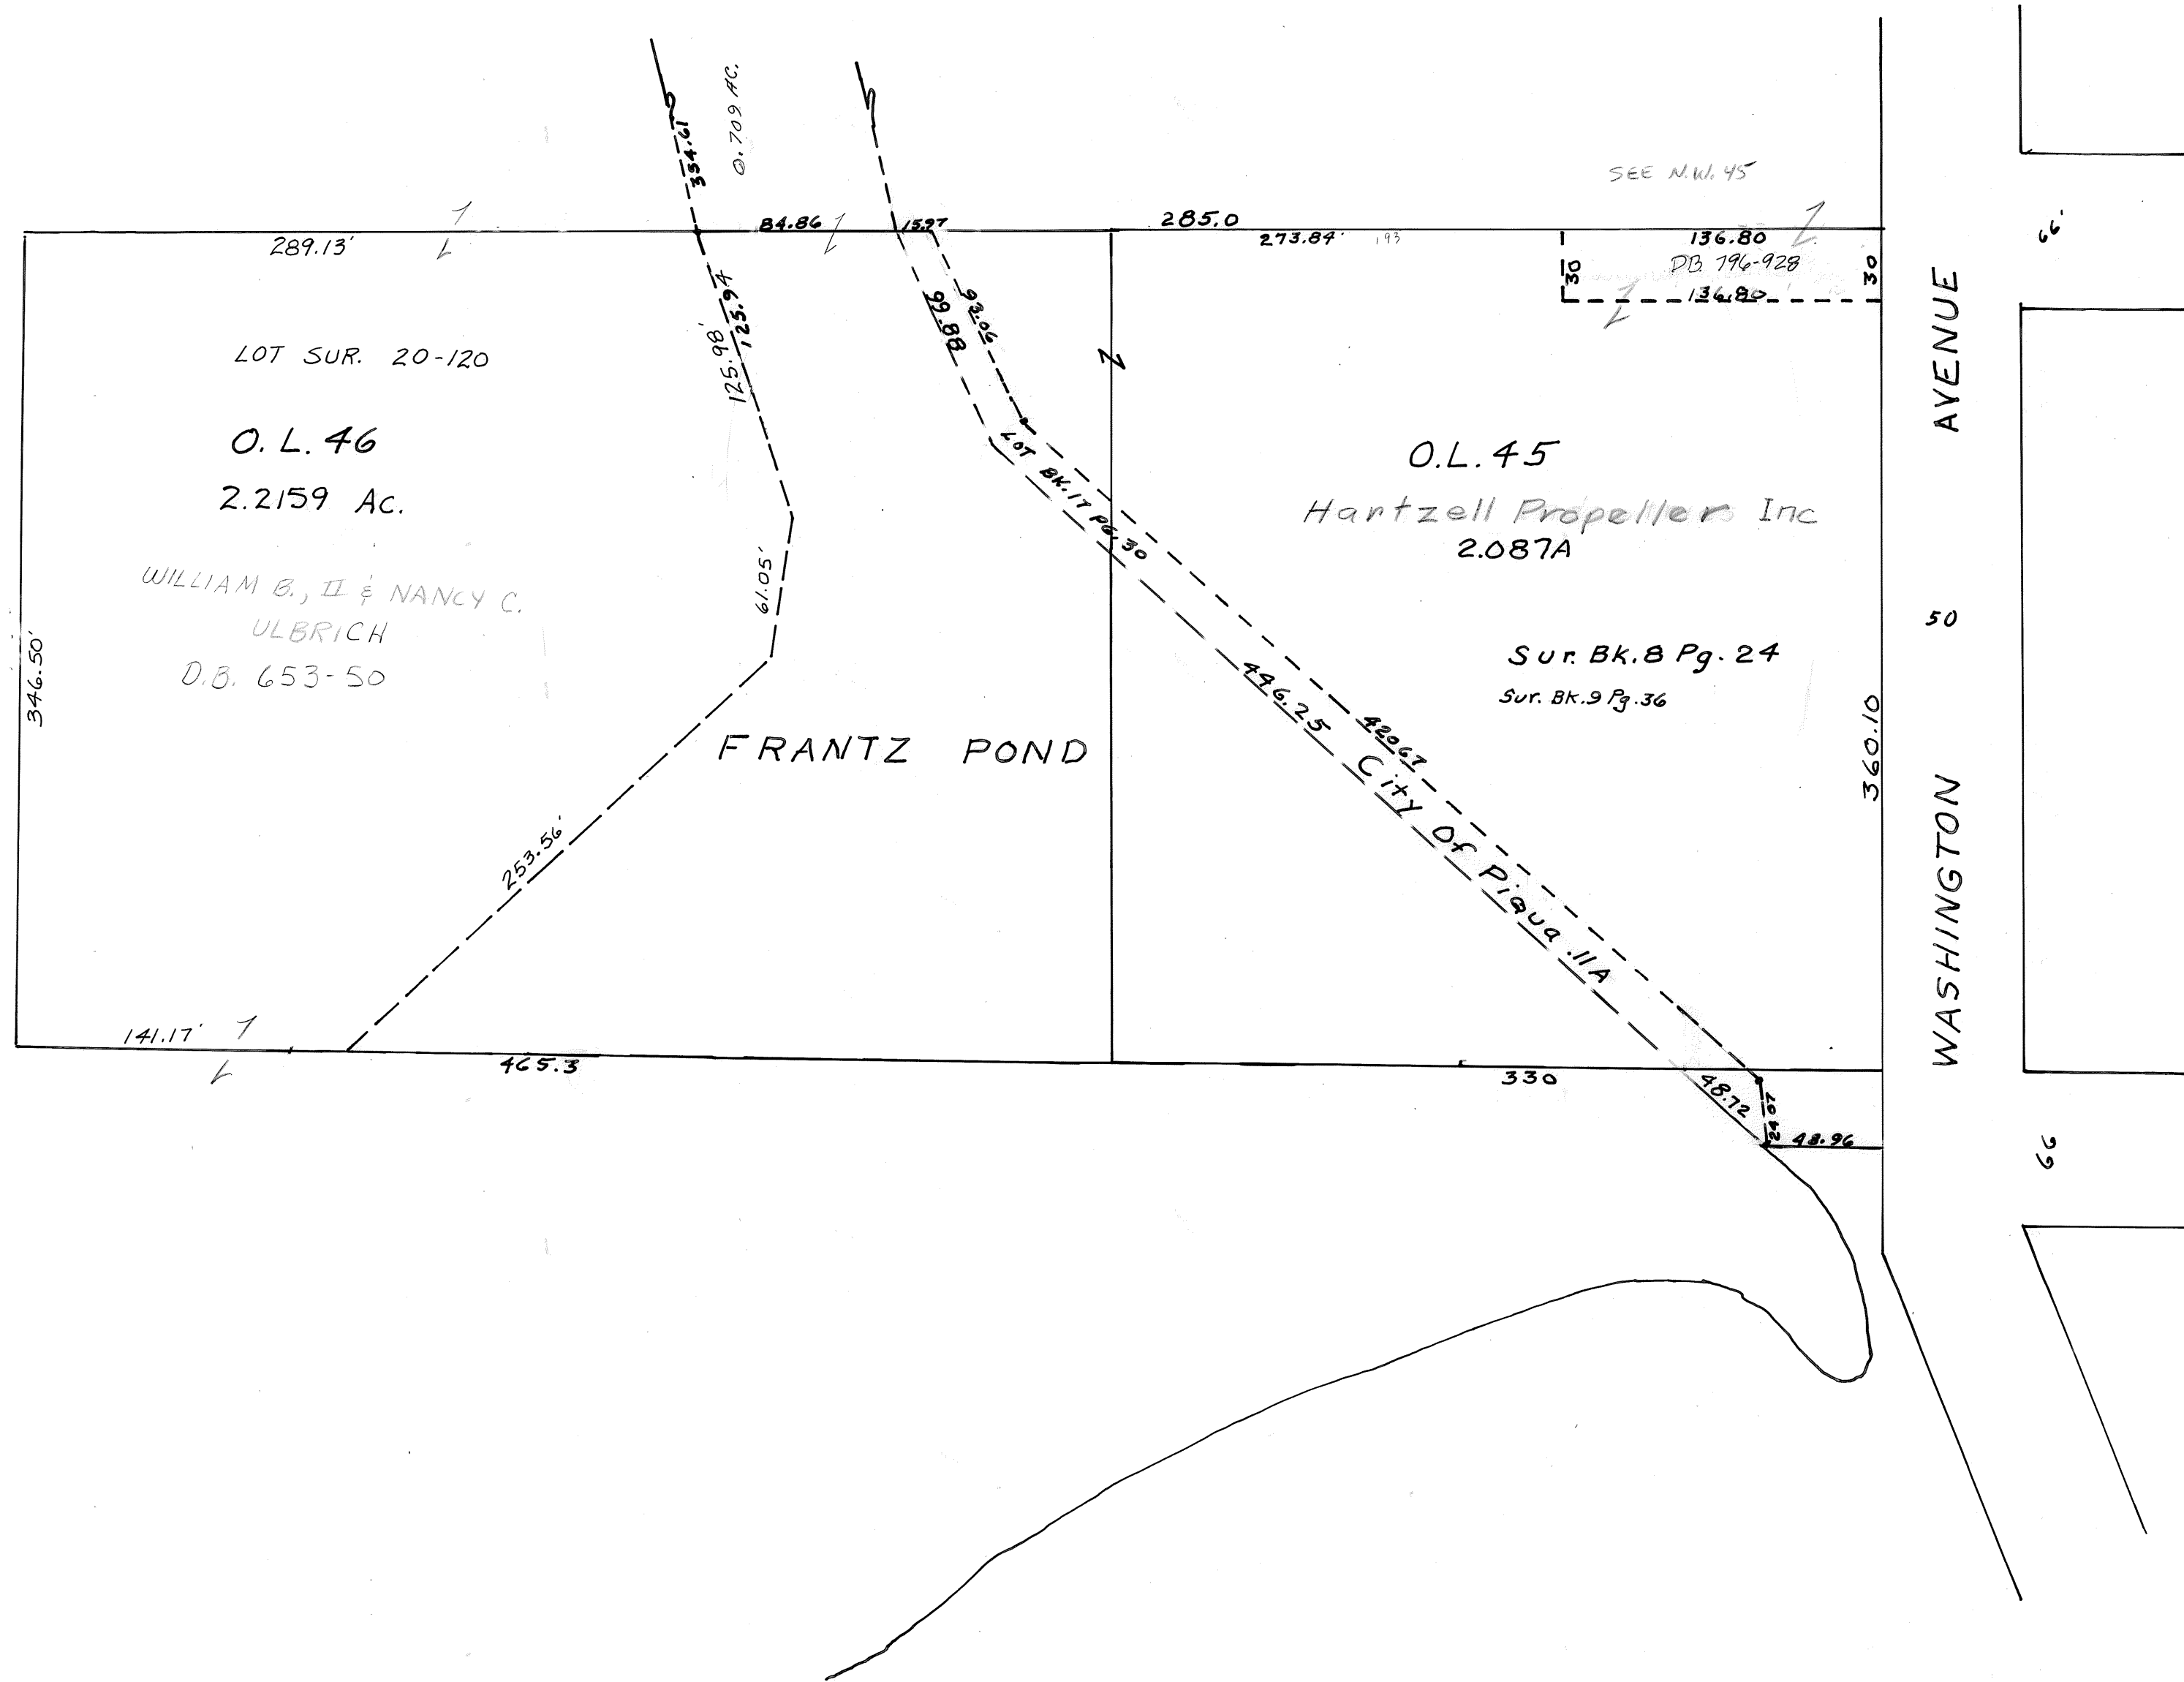 354.61
0.709 AC.
SEE N.W. 45
84.86
15.97
285.0
66'
289.13'
273.84'
193
136.80
DB. 796-928
30
30
136.80
125.94
125.98'
99.88
93.06
LOT SUR. 20-120
O. L. 46
2.2159 AC.
WILLIAM B., II & NANCY C.
ULBRICH
D.B. 653-50
346.50'
61.05'
253.56'
FRANTZ POND
LOT BK.17 PG.30
O.L. 45
Hartzell Propeller Inc
2.087A
Sur. Bk.8 Pg. 24
Sur. Bk.9 Pg.36
446.25
420.67
City Of Piqua .11A
360.10
50
WASHINGTON AVENUE
141.17'
465.3
330
48.72
24.07
48.96
66